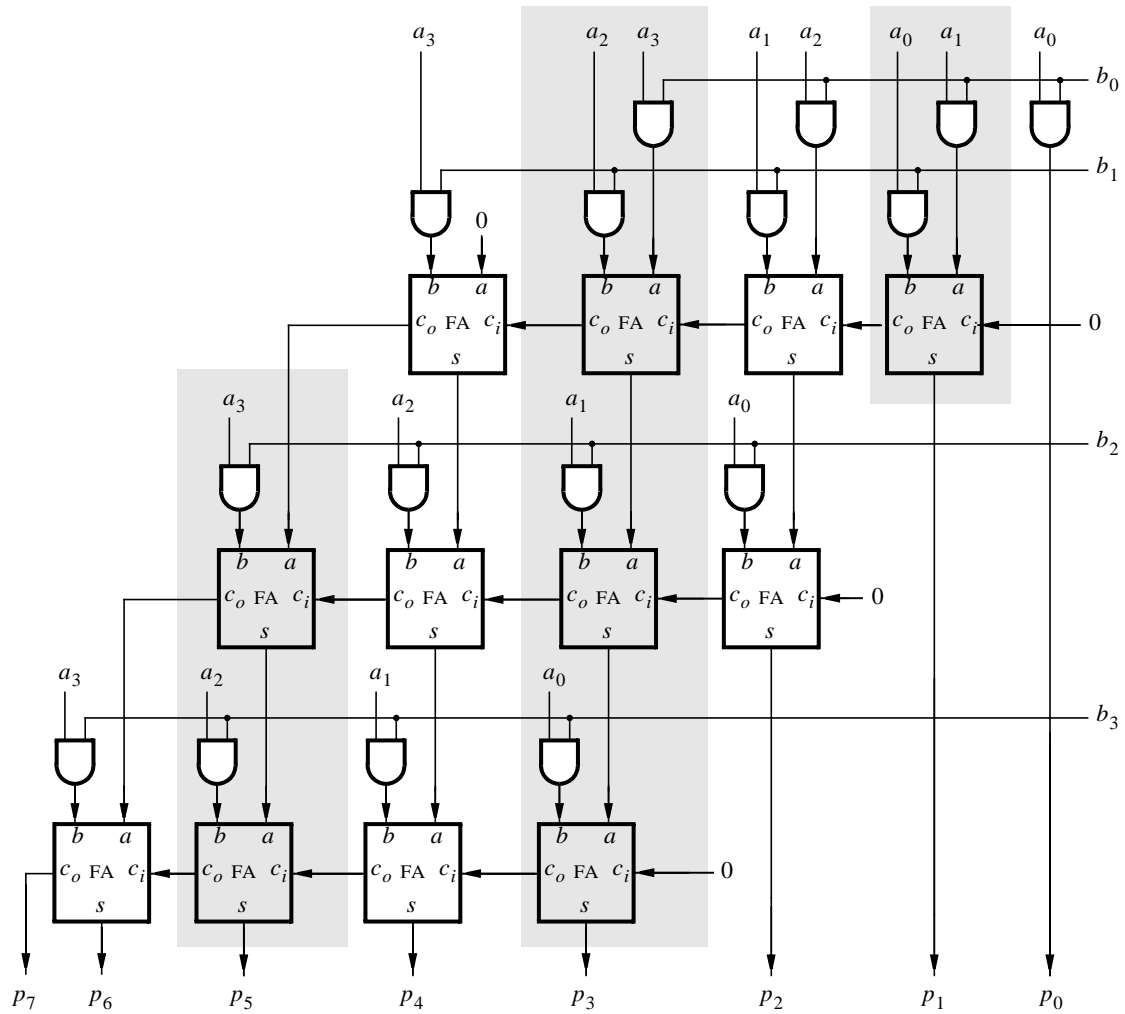 a3 a2 a3 a1 a2 a0 a1 a0
b0
b1
0
b a b a b a b a
co FA ci co FA ci co FA ci co FA ci 0
s s s s
a3 a2 a1 a0
b2
b a b a b a b a
co FA ci co FA ci co FA ci co FA ci 0
s s s s
a3 a2 a1 a0
b3
b a b a b a b a
co FA ci co FA ci co FA ci co FA ci 0
s s s s
p7 p6 p5 p4 p3 p2 p1 p0